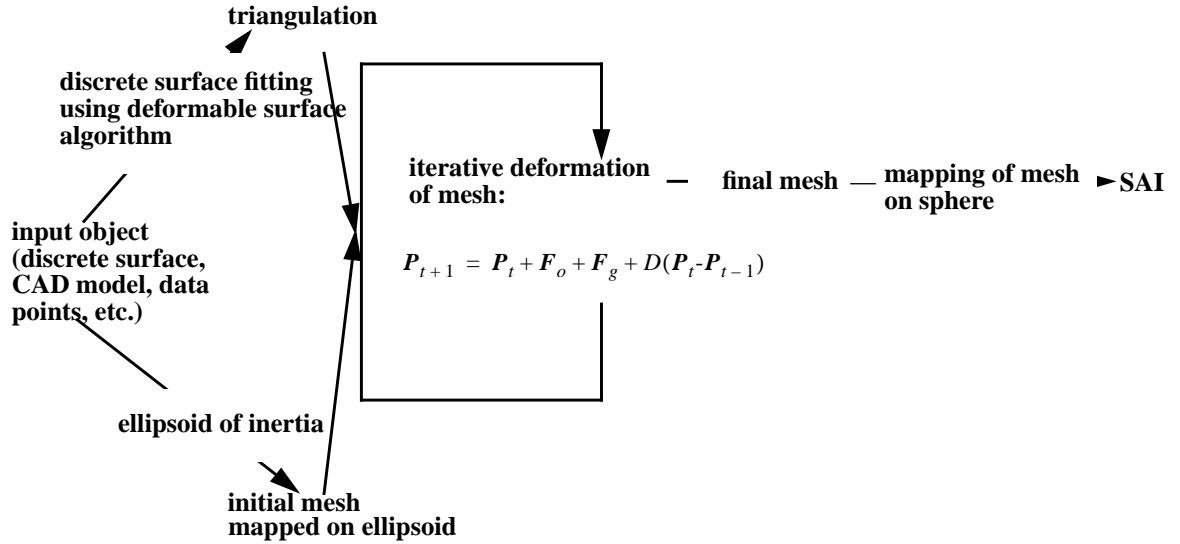 triangulation
discrete surface fitting
using deformable surface
algorithm
iterative deformation
of mesh:
final mesh
mapping of mesh
on sphere
SAI
input object
(discrete surface,
CAD model, data
points, etc.)
P_{t+1} = P_t + F_o + F_g + D(P_t-P_{t-1})
ellipsoid of inertia
initial mesh
mapped on ellipsoid